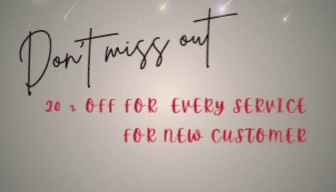 Don't miss out
20 % OFF FOR EVERY SERVICE
FOR NEW CUSTOMER